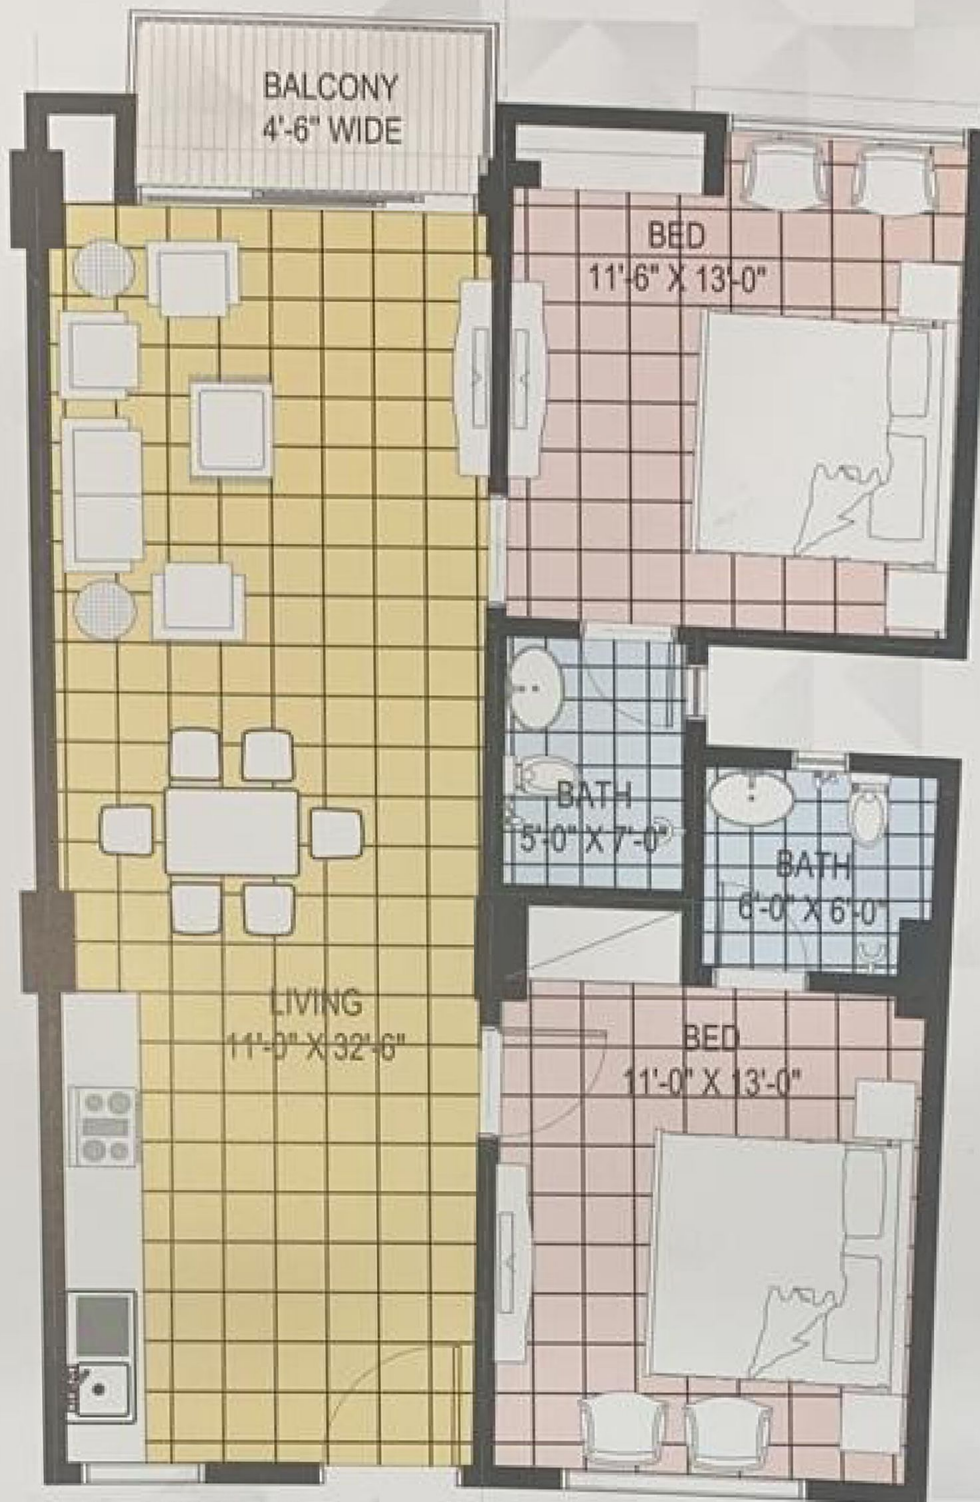 BALCONY
4'-6" WIDE
BED
11'-6" X 13'-0"
BATH
5'-0" X 7'-0"
BATH
6'-0" X 6'-0"
LIVING
11'-0" X 32'-6"
BED
11'-0" X 13'-0"